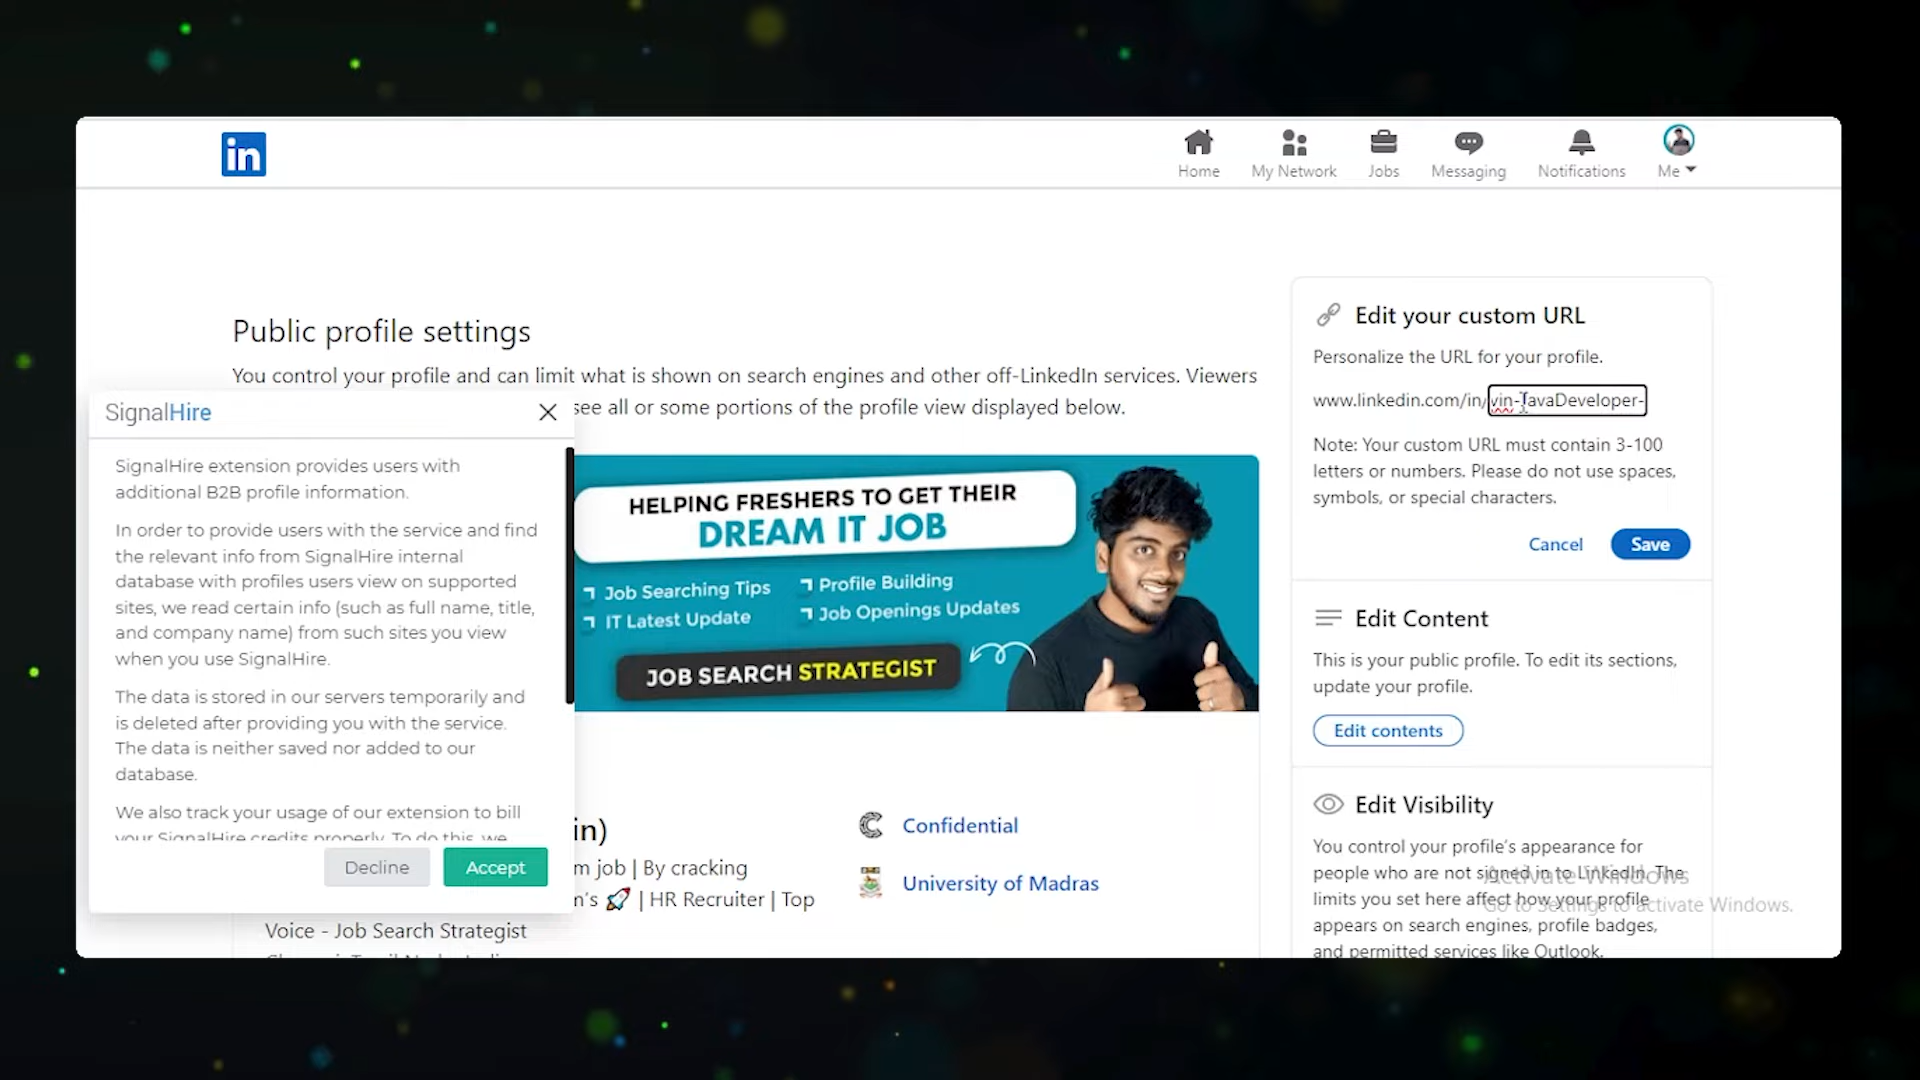 in
Home
My Network
Jobs
Messaging
Notifications
Me
Public profile settings
You control your profile and can limit what is shown on search engines and other off-LinkedIn services. Viewers
see all or some portions of the profile view displayed below.
SignalHire
SignalHire extension provides users with
additional B2B profile information.
In order to provide users with the service and find
the relevant info from SignalHire internal
database with profiles users view on supported
sites, we read certain info (such as full name, title,
and company name) from such sites you view
when you use SignalHire.
The data is stored in our servers temporarily and
is deleted after providing you with the service.
The data is neither saved nor added to our
database.
We also track your usage of our extension to bill
your SignalHire credits properly. To do this, we
Decline
Accept
HELPING FRESHERS TO GET THEIR
DREAM IT JOB
Job Searching Tips
Profile Building
IT Latest Update
Job Openings Updates
JOB SEARCH STRATEGIST
in)
m job | By cracking
n's 🚀 | HR Recruiter | Top
Voice - Job Search Strategist
Confidential
University of Madras
Edit your custom URL
Personalize the URL for your profile.
www.linkedin.com/in/vin-JavaDeveloper-
Note: Your custom URL must contain 3-100
letters or numbers. Please do not use spaces,
symbols, or special characters.
Cancel
Save
Edit Content
This is your public profile. To edit its sections,
update your profile.
Edit contents
Edit Visibility
You control your profile's appearance for
people who are not signed in to LinkedIn. The
limits you set here affect how your profile
appears on search engines, profile badges,
and permitted services like Outlook.
Activate Windows
Go to Settings to activate Windows.